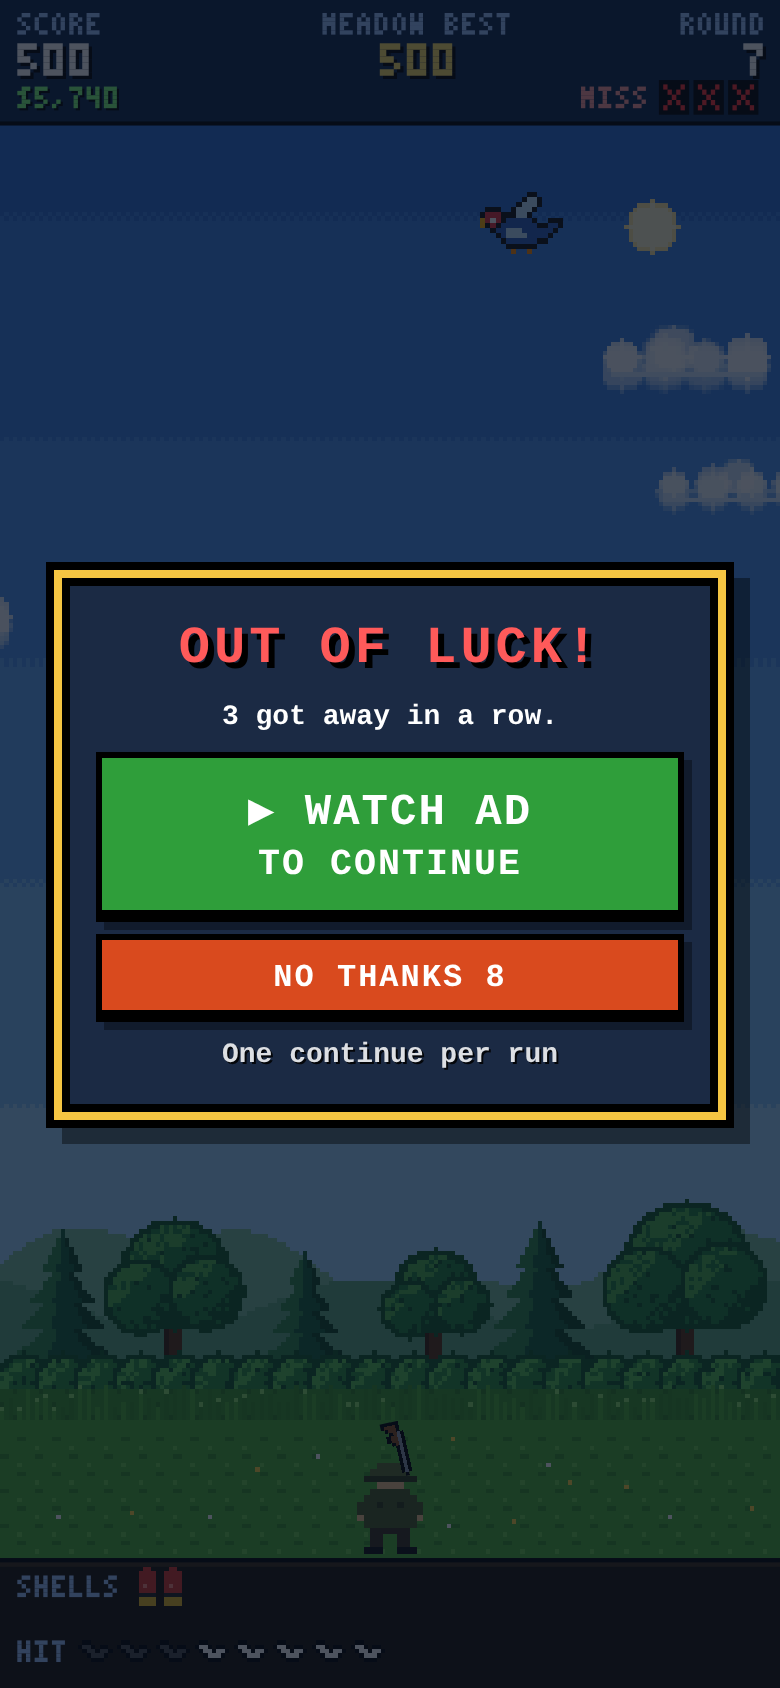 SCORE
MEADOW BEST
ROUND
500
500
7
$5,740
MISS X X X
OUT OF LUCK!
3 got away in a row.
▶ WATCH AD
TO CONTINUE
NO THANKS 8
One continue per run
SHELLS
HIT